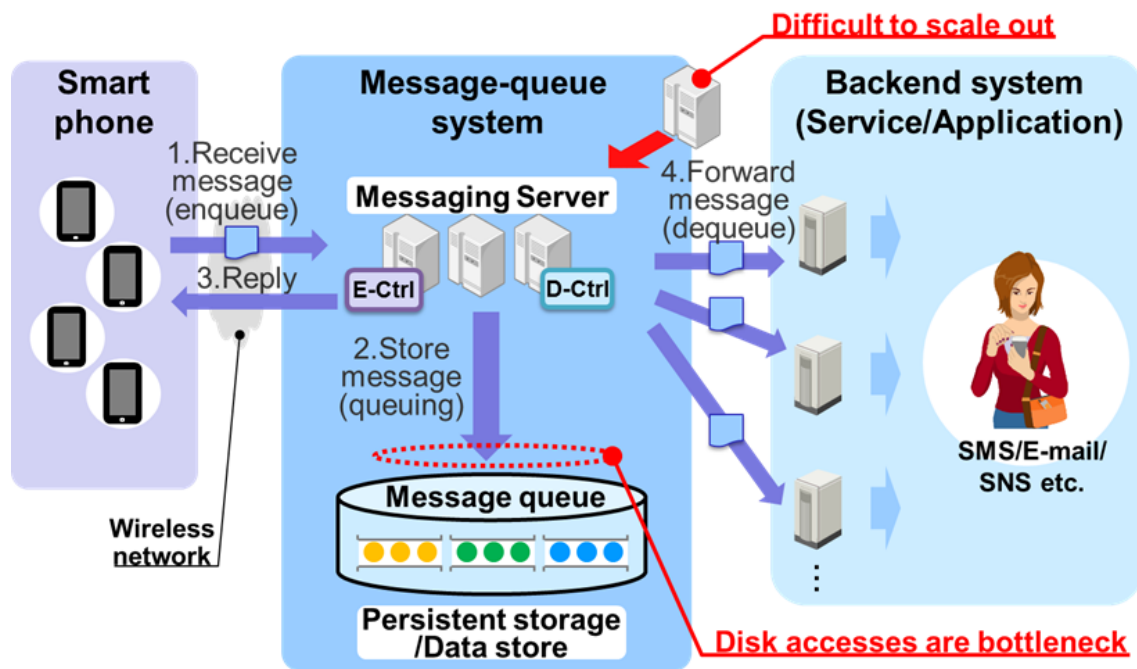 Difficult to scale out
Smart
phone
Message-queue
system
Backend system
(Service/Application)
1.Receive
message
(enqueue)
Messaging Server
4.Forward
message
(dequeue)
3.Reply
E-Ctrl
D-Ctrl
2.Store
message
(queuing)
SMS/E-mail/
SNS etc.
Message queue
Wireless
network
Persistent storage
/Data store
Disk accesses are bottleneck